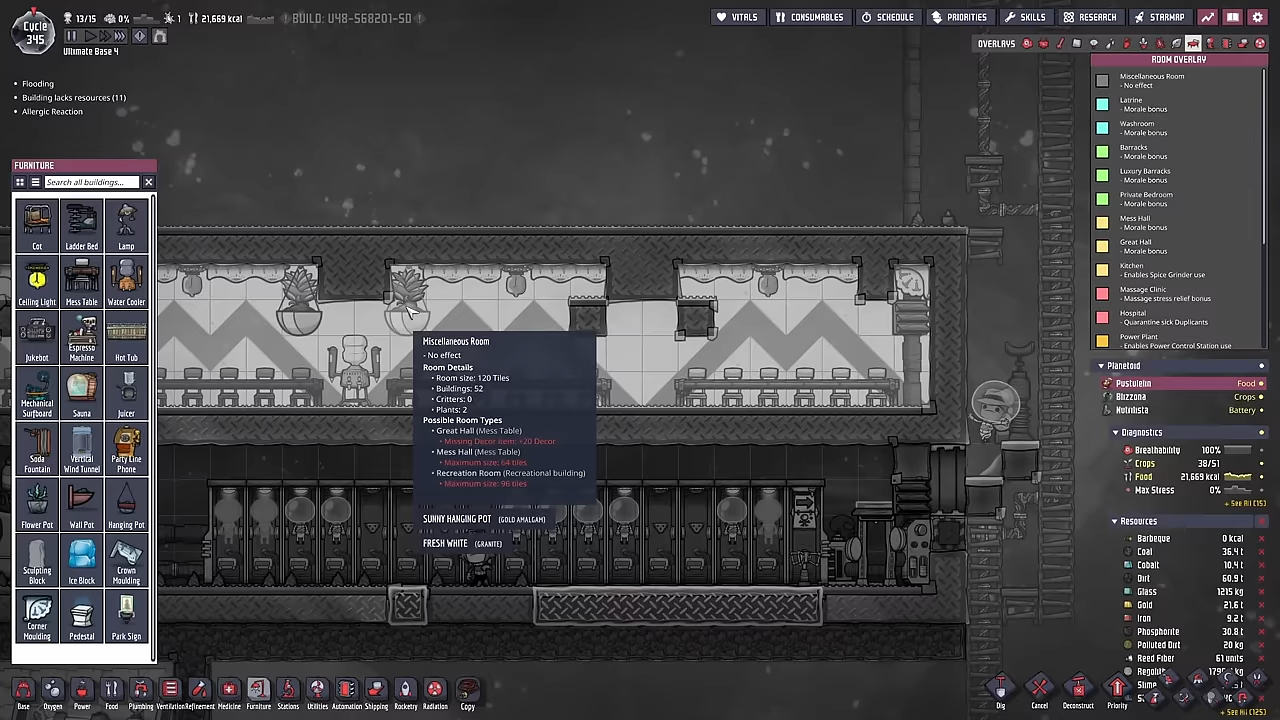 Cycle 345
13/15 0% 1 21,669 kcal ! BUILD: U48-568201-SD !
Ultimate Base 4
VITALS CONSUMABLES SCHEDULE PRIORITIES SKILLS RESEARCH STARMAP
OVERLAYS
• Flooding
• Building lacks resources (11)
• Allergic Reaction
ROOM OVERLAY
Miscellaneous Room
- No effect
Latrine
- Morale bonus
Washroom
- Morale bonus
Barracks
- Morale bonus
Luxury Barracks
- Morale bonus
Private Bedroom
- Morale bonus
Mess Hall
- Morale bonus
Great Hall
- Morale bonus
Kitchen
- Enables Spice Grinder use
Massage Clinic
- Massage stress relief bonus
Hospital
- Quarantine sick Duplicants
Power Plant
- Enables Power Control Station use
FURNITURE
Search all buildings...
Cot Ladder Bed Lamp
Ceiling Light Mess Table Water Cooler
Jukebot Espresso Machine Hot Tub
Mechanical Surfboard Sauna Juicer
Soda Fountain Vertical Wind Tunnel Party Line Phone
Flower Pot Wall Pot Hanging Pot
Sculpting Block Ice Block Crown Moulding
Corner Moulding Pedestal Park Sign
Miscellaneous Room
- No effect
Room Details
• Room size: 120 Tiles
• Buildings: 52
• Critters: 0
• Plants: 2
Possible Room Types
• Great Hall (Mess Table)
• Missing Decor item: +20 Decor
• Mess Hall (Mess Table)
• Maximum size: 64 tiles
• Recreation Room (Recreational building)
• Maximum size: 96 tiles
SUNNY HANGING POT (GOLD AMALGAM)
FRESH WHITE (GRANITE)
Planetoid
Pustulein Food
Blizzona Crops
Nutrilista Battery
Diagnostics
Breathability 100%
Crops 38/51
Food 21,669 kcal
Max Stress 0%
+ See All (15)
Resources
Barbeque 0 kcal
Coal
Cobalt 10.4 t
Dirt
Glass 1215 kg
Gold 21.6 t
Iron 9.2 t
Phosphorite
Polluted Dirt 20 kg
Reed Fiber 61 units
+ See All (125)
Base Oxygen Power Food Plumbing Ventilation Refinement Medicine Furniture Stations Utilities Automation Shipping Rocketry Radiation Copy
Dig Cancel Deconstruct Priority